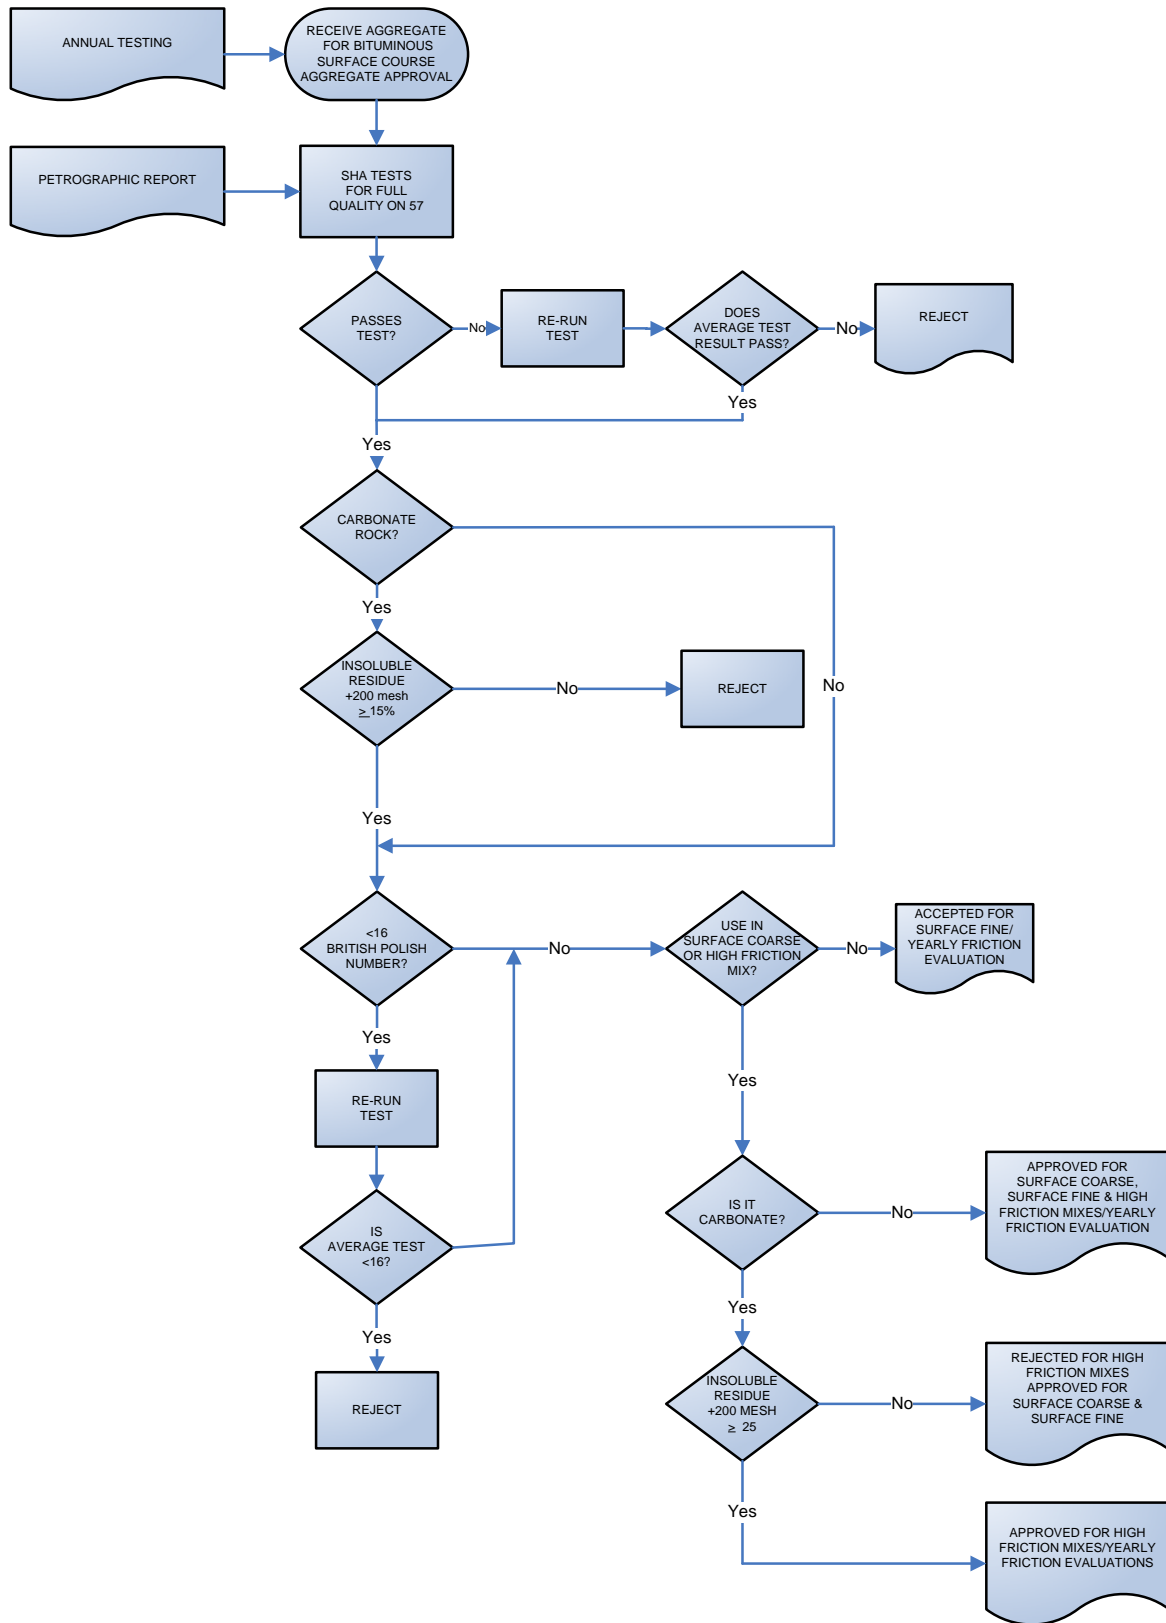 ANNUAL TESTING
RECEIVE AGGREGATE
FOR BITUMINOUS
SURFACE COURSE
AGGREGATE APPROVAL
PETROGRAPHIC REPORT
SHA TESTS
FOR FULL
QUALITY ON 57
PASSES
TEST?
No
RE-RUN
TEST
DOES
AVERAGE TEST
RESULT PASS?
No
REJECT
Yes
Yes
CARBONATE
ROCK?
Yes
INSOLUBLE
RESIDUE
+200 mesh
≥ 15%
No
REJECT
No
Yes
<16
BRITISH POLISH
NUMBER?
No
USE IN
SURFACE COARSE
OR HIGH FRICTION
MIX?
No
ACCEPTED FOR
SURFACE FINE/
YEARLY FRICTION
EVALUATION
Yes
RE-RUN
TEST
Yes
IS
AVERAGE TEST
<16?
IS IT
CARBONATE?
No
APPROVED FOR
SURFACE COARSE,
SURFACE FINE & HIGH
FRICTION MIXES/YEARLY
FRICTION EVALUATION
Yes
Yes
REJECT
INSOLUBLE
RESIDUE
+200 MESH
≥ 25
No
REJECTED FOR HIGH
FRICTION MIXES
APPROVED FOR
SURFACE COARSE &
SURFACE FINE
Yes
APPROVED FOR HIGH
FRICTION MIXES/YEARLY
FRICTION EVALUATIONS